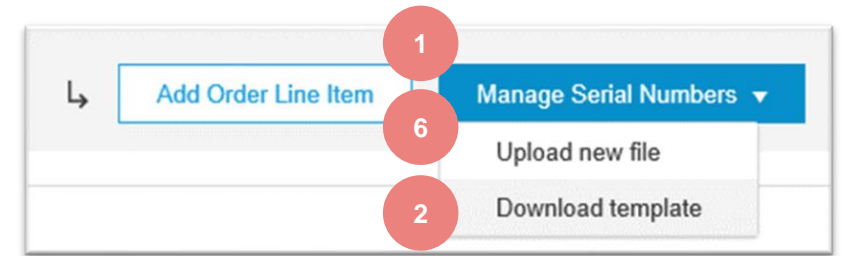 1
Add Order Line Item Manage Serial Numbers
6
Upload new file
2 Download template